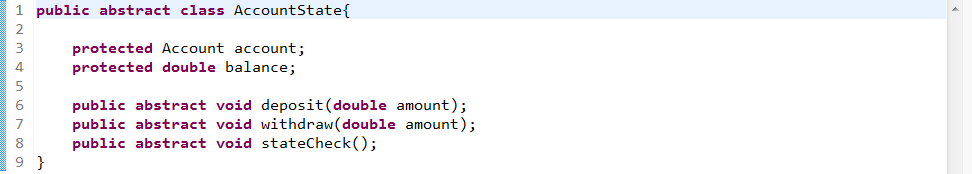 1 public abstract class AccountState{
2
3     protected Account account;
4     protected double balance;
5
6     public abstract void deposit(double amount);
7     public abstract void withdraw(double amount);
8     public abstract void stateCheck();
9 }